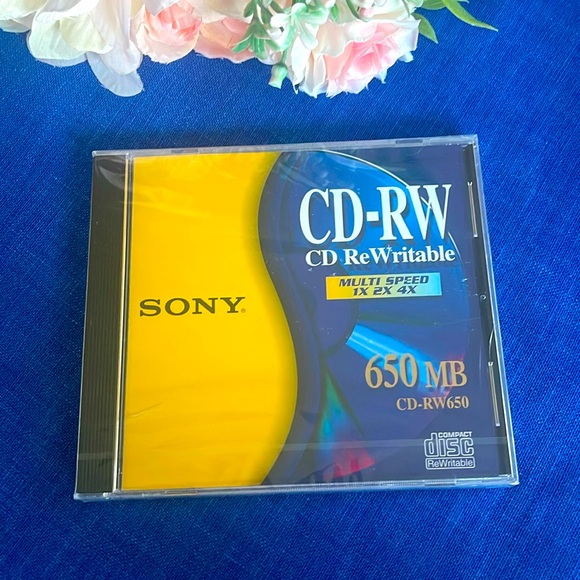 CD-RW
CD ReWritable
MULTI SPEED
1X 2X 4X
SONY®
650 MB
CD-RW650
COMPACT
disc
ReWritable